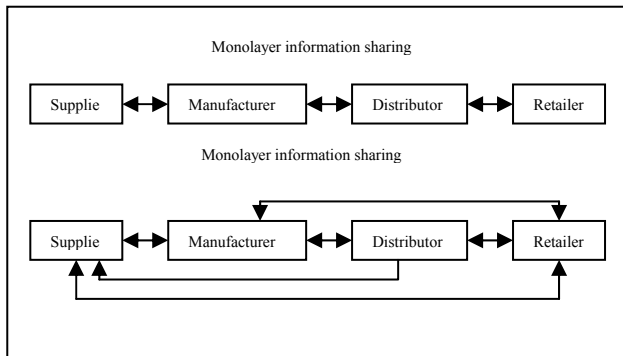 Monolayer information sharing
Supplie Manufacturer Distributor Retailer
Monolayer information sharing
Supplie Manufacturer Distributor Retailer